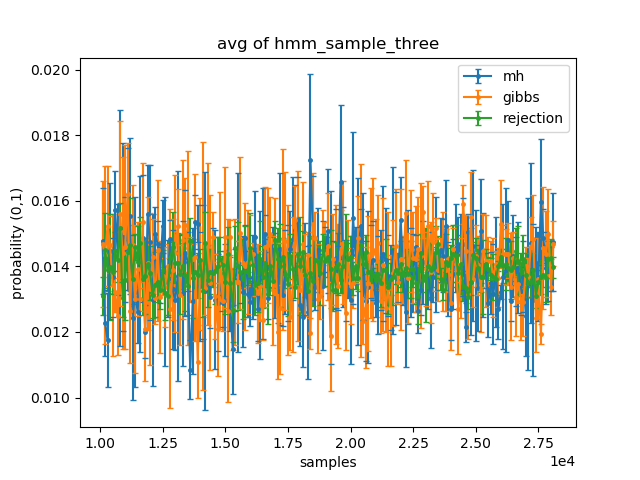 avg of hmm_sample_three
mh
gibbs
rejection
0.020
0.018
0.016
0.014
0.012
0.010
probability (0,1)
1.00 1.25 1.50 1.75 2.00 2.25 2.50 2.75
1e4
samples